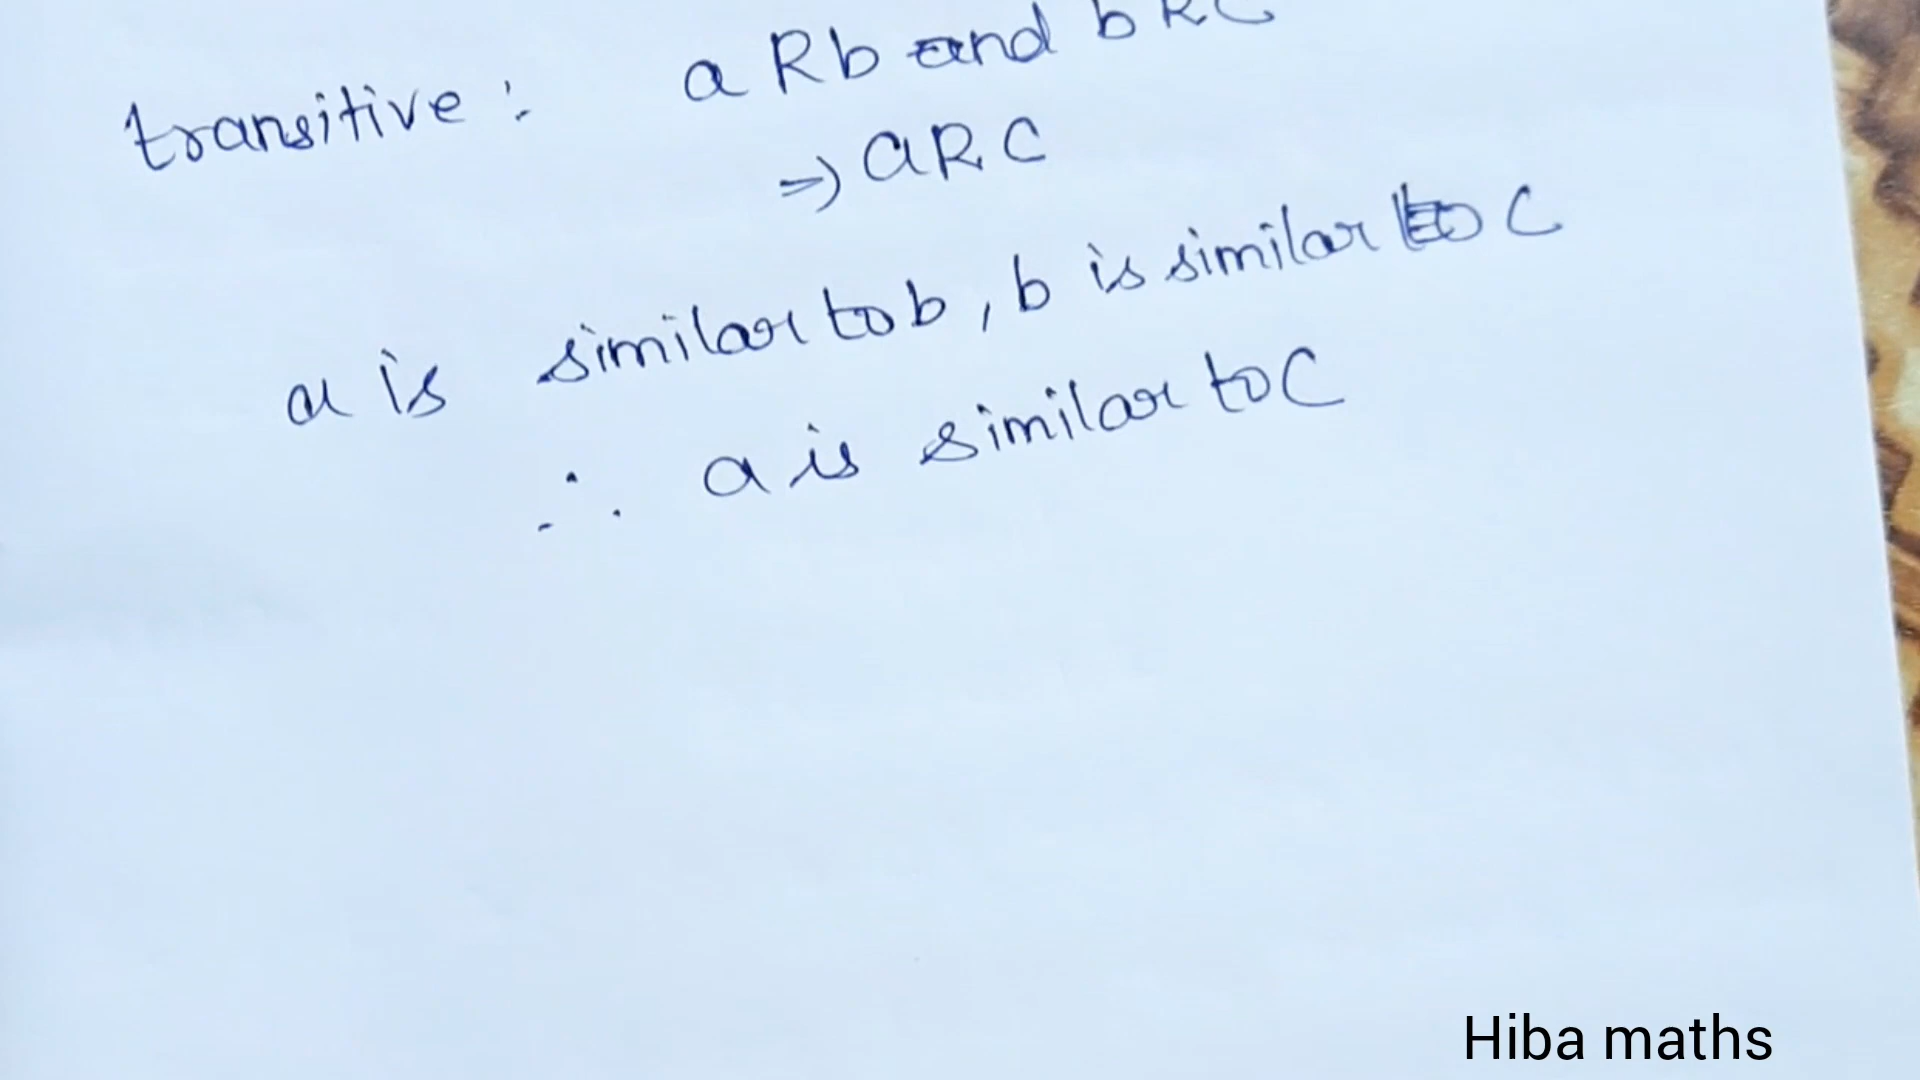 a R b and b R C
transitive :
⇒ a R C
a is similar to b , b is similar to C
∴ a is similar to C
Hiba maths